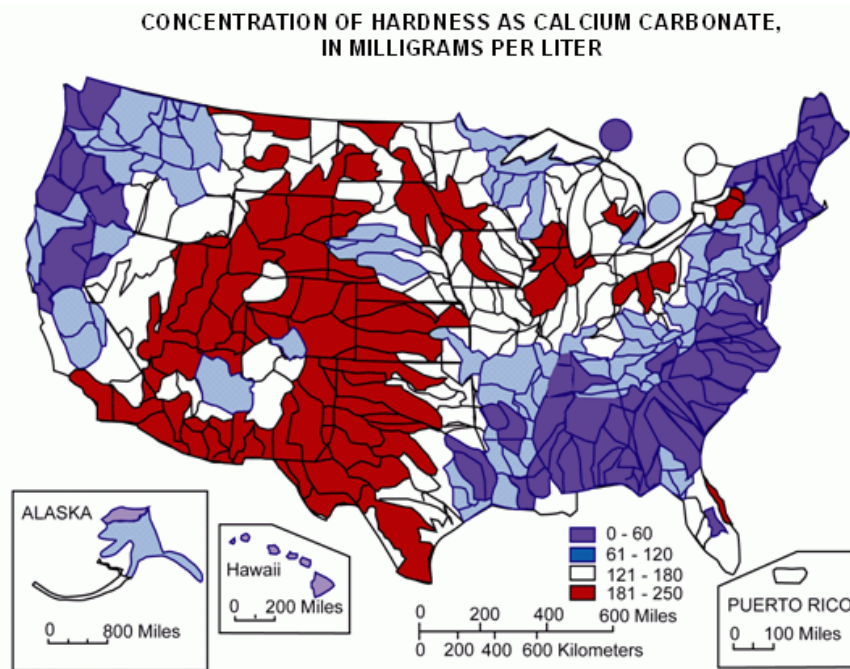 CONCENTRATION OF HARDNESS AS CALCIUM CARBONATE,
IN MILLIGRAMS PER LITER
ALASKA
0 800 Miles
Hawaii
0 200 Miles
0 - 60
61 - 120
121 - 180
181 - 250
0 200 400 600 Miles
0 200 400 600 Kilometers
PUERTO RICO
0 100 Miles